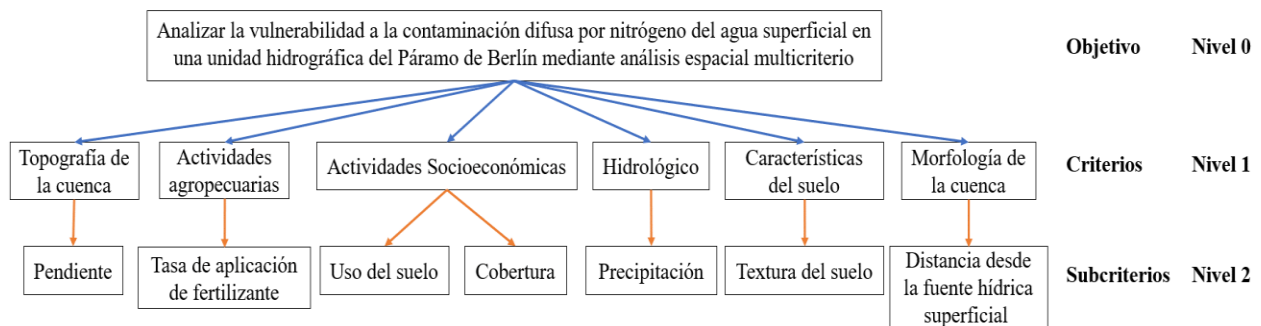 Analizar la vulnerabilidad a la contaminación difusa por nitrógeno del agua superficial en
una unidad hidrográfica del Páramo de Berlín mediante análisis espacial multicriterio
Objetivo Nivel 0
Topografía de
la cuenca
Actividades
agropecuarias
Actividades Socioeconómicas
Hidrológico
Características
del suelo
Morfología de
la cuenca
Criterios Nivel 1
Pendiente
Tasa de aplicación
de fertilizante
Uso del suelo
Cobertura
Precipitación
Textura del suelo
Distancia desde
la fuente hídrica
superficial
Subcriterios Nivel 2